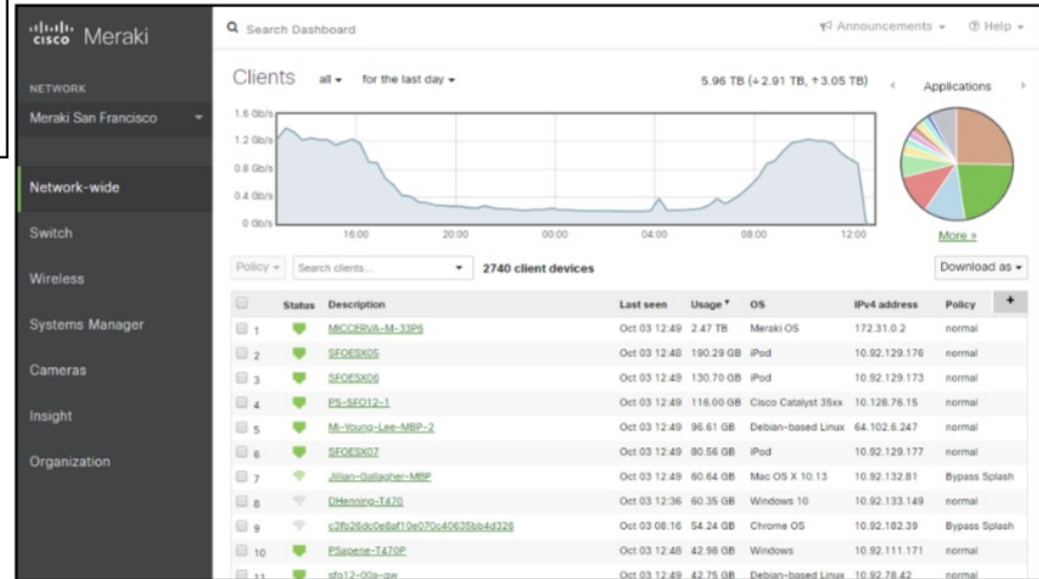 cisco Meraki
Search Dashboard
Announcements
Help
NETWORK
Meraki San Francisco
Network-wide
Switch
Wireless
Systems Manager
Cameras
Insight
Organization
Clients all for the last day 5.96 TB (↓2.91 TB, ↑3.05 TB) Applications
1.6 Gb/s
1.2 Gb/s
0.8 Gb/s
0.4 Gb/s
0 Gb/s
16:00 20:00 00:00 04:00 08:00 12:00
More »
Policy Search clients... 2740 client devices Download as
Status Description Last seen Usage OS IPv4 address Policy +
1 MICCERVA-M-33P6 Oct 03 12:49 2.47 TB Meraki OS 172.31.0.2 normal
2 SFOESX05 Oct 03 12:48 190.29 GB iPod 10.92.129.176 normal
3 SFOESX06 Oct 03 12:49 130.70 GB iPod 10.92.129.173 normal
4 PS-SFO12-1 Oct 03 12:49 116.00 GB Cisco Catalyst 35xx 10.128.76.15 normal
5 Mi-Young-Lee-MBP-2 Oct 03 12:49 96.61 GB Debian-based Linux 64.102.6.247 normal
6 SFOESX07 Oct 03 12:49 80.56 GB iPod 10.92.129.177 normal
7 Jillian-Gallagher-MBP Oct 03 12:49 60.64 GB Mac OS X 10.13 10.92.132.81 Bypass Splash
8 DHenning-T470 Oct 03 12:36 60.35 GB Windows 10 10.92.133.149 normal
9 c3fb26dc0e8af10e070c40635bb4d326 Oct 03 08:16 54.24 GB Chrome OS 10.92.182.39 Bypass Splash
10 PSapene-T470P Oct 03 12:48 42.98 GB Windows 10.92.111.171 normal
11 sfo12-00a-gw Oct 03 12:49 42.75 GB Debian-based Linux 10.92.78.42 normal